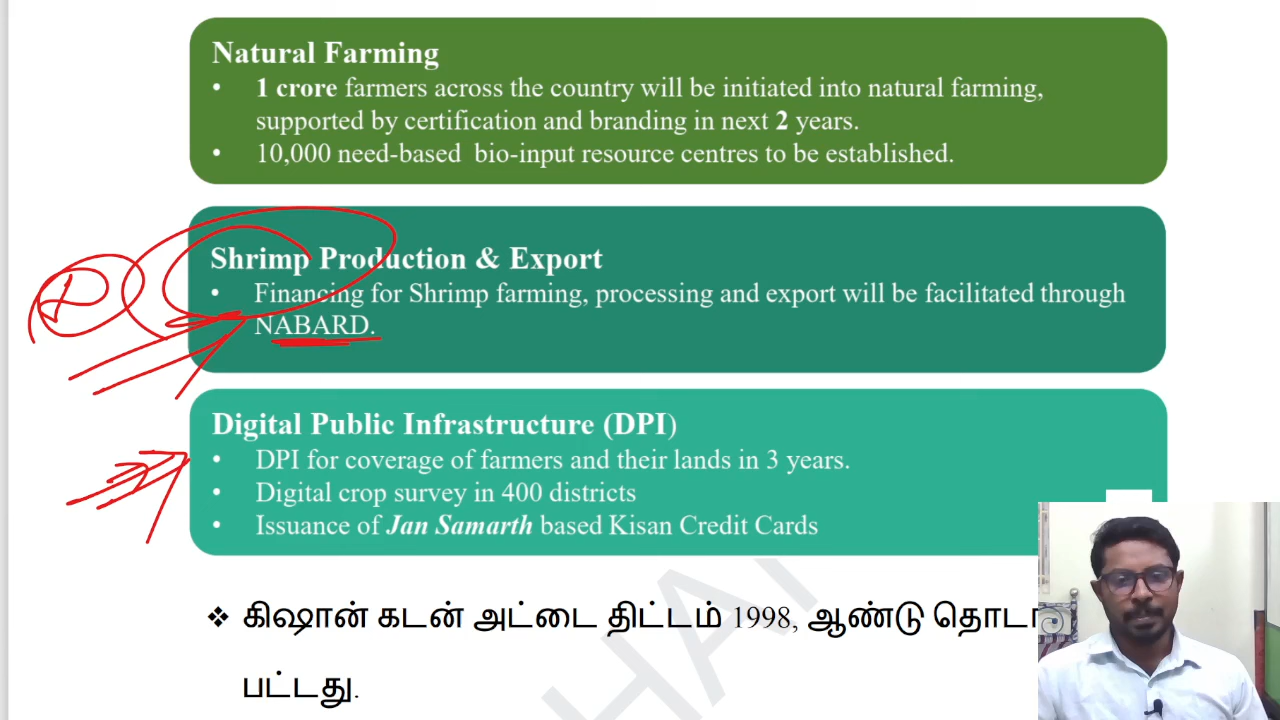 Natural Farming
• 1 crore farmers across the country will be initiated into natural farming,
supported by certification and branding in next 2 years.
• 10,000 need-based bio-input resource centres to be established.
Shrimp Production & Export
• Financing for Shrimp farming, processing and export will be facilitated through
NABARD.
Digital Public Infrastructure (DPI)
• DPI for coverage of farmers and their lands in 3 years.
• Digital crop survey in 400 districts
• Issuance of Jan Samarth based Kisan Credit Cards
❖ கிஷான் கடன் அட்டை திட்டம் 1998, ஆண்டு
பட்டது.